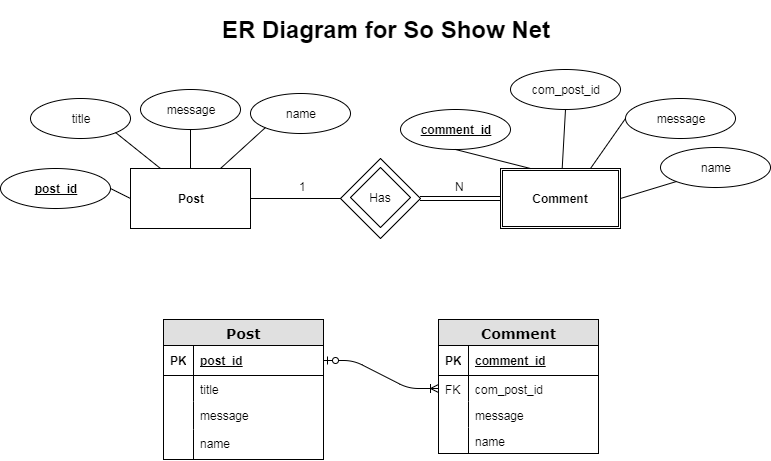 ER Diagram for So Show Net
title
message
name
post_id
Post
1
Has
N
comment_id
com_post_id
message
name
Comment
Post
PK post_id
title
message
name
Comment
PK comment_id
FK com_post_id
message
name